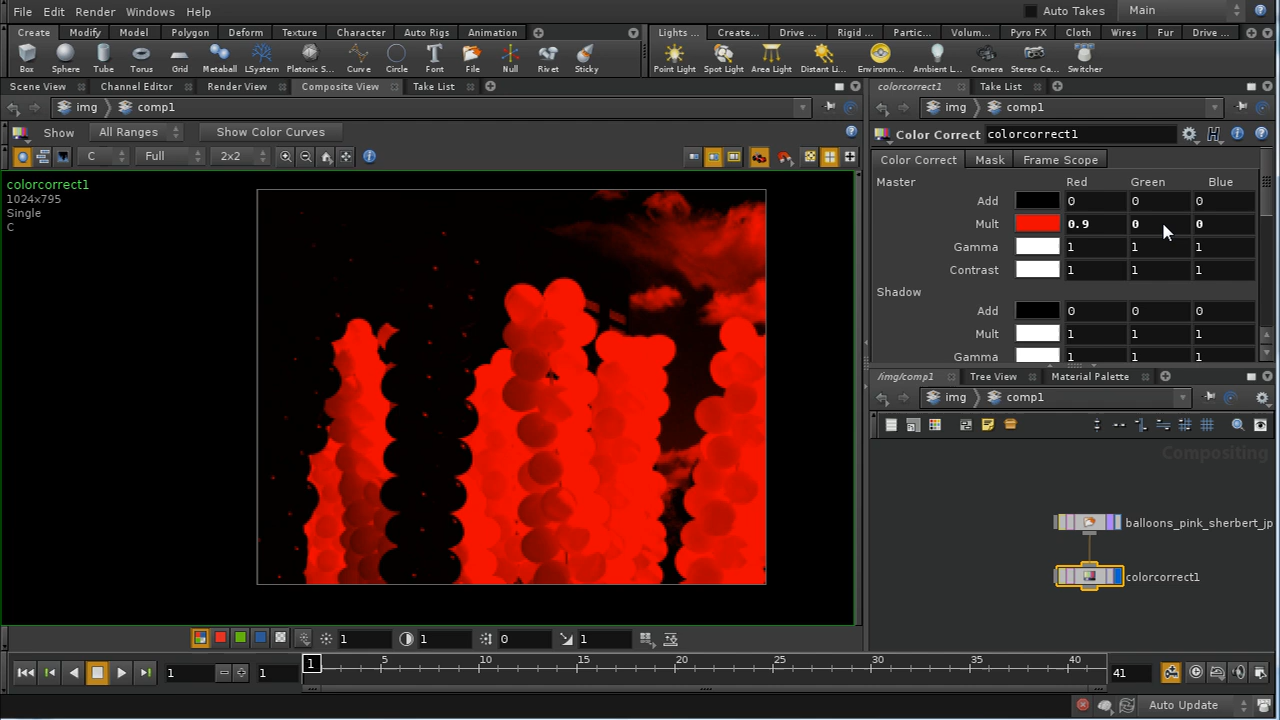 File Edit Render Windows Help
Auto Takes Main
Create Modify Model Polygon Deform Texture Character Auto Rigs Animation
Lights ... Create... Drive ... Rigid ... Partic... Volum... Pyro FX Cloth Wires Fur Drive ...
Box Sphere Tube Torus Grid Metaball LSystem Platonic S... Curve Circle Font File Null Rivet Sticky
Point Light Spot Light Area Light Distant Li... Environm... Ambient L... Camera Stereo Ca... Switcher
Scene View Channel Editor Render View Composite View Take List
colorcorrect1 Take List
img comp1
img comp1
Show All Ranges Show Color Curves
Color Correct colorcorrect1
C Full 2x2
Color Correct Mask Frame Scope
colorcorrect1
1024x795
Single
C
Master Red Green Blue
Add 0 0 0
Mult 0.9 0 0
Gamma 1 1 1
Contrast 1 1 1
Shadow
Add 0 0 0
Mult 1 1 1
Gamma 1 1 1
/img/comp1 Tree View Material Palette
img comp1
Compositing
balloons_pink_sherbert_jp
colorcorrect1
1 1 0 1
1 1 1 5 10 15 20 25 30 35 40 41
Auto Update